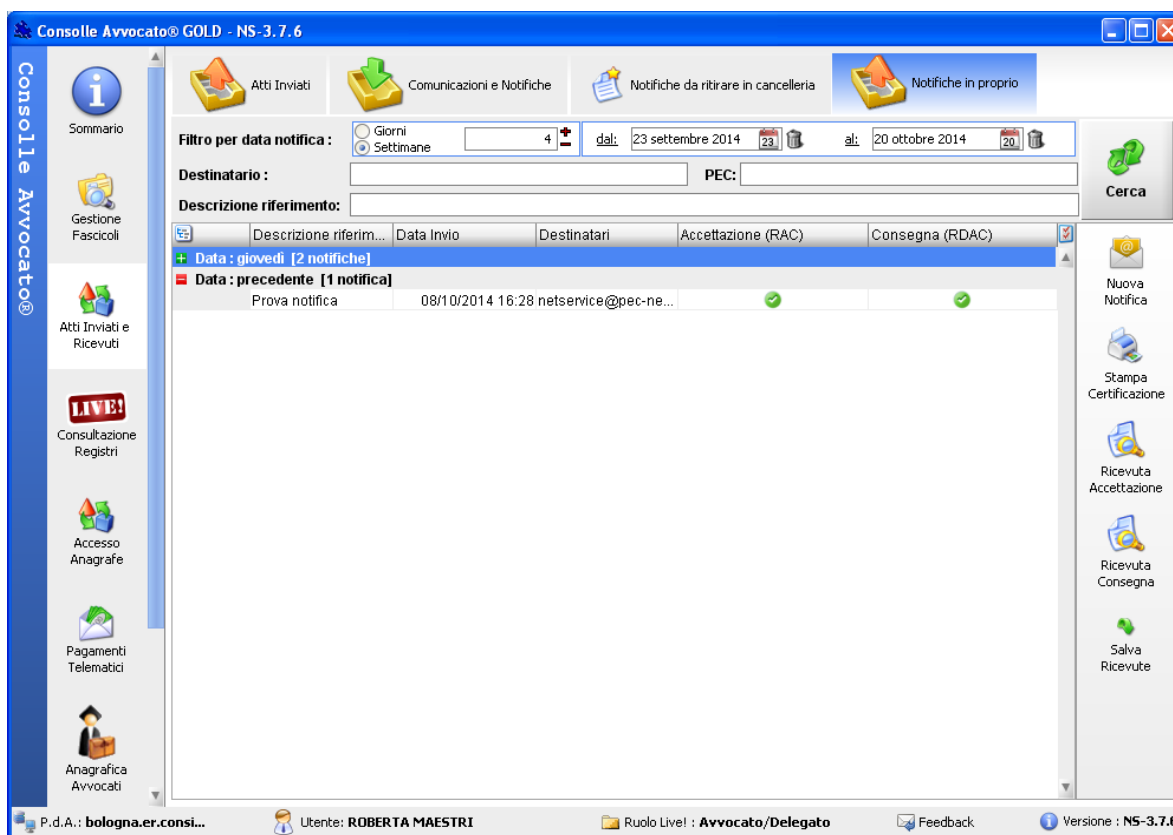 Consolle Avvocato® GOLD - NS-3.7.6
Consolle Avvocato®
Sommario
Gestione
Fascicoli
Atti Inviati e
Ricevuti
LIVE!
Consultazione
Registri
Accesso
Anagrafe
Pagamenti
Telematici
Anagrafica
Avvocati
Atti Inviati
Comunicazioni e Notifiche
Notifiche da ritirare in cancelleria
Notifiche in proprio
Filtro per data notifica :
Giorni
Settimane
4
dal: 23 settembre 2014 23
al: 20 ottobre 2014 20
Destinatario :
PEC:
Descrizione riferimento:
Cerca
Descrizione riferim... Data Invio Destinatari Accettazione (RAC) Consegna (RDAC)
Data : giovedì [2 notifiche]
Data : precedente [1 notifica]
Prova notifica 08/10/2014 16:28 netservice@pec-ne...
Nuova
Notifica
Stampa
Certificazione
Ricevuta
Accettazione
Ricevuta
Consegna
Salva
Ricevute
P.d.A.: bologna.er.consi...
Utente: ROBERTA MAESTRI
Ruolo Live! : Avvocato/Delegato
Feedback
Versione : NS-3.7.6